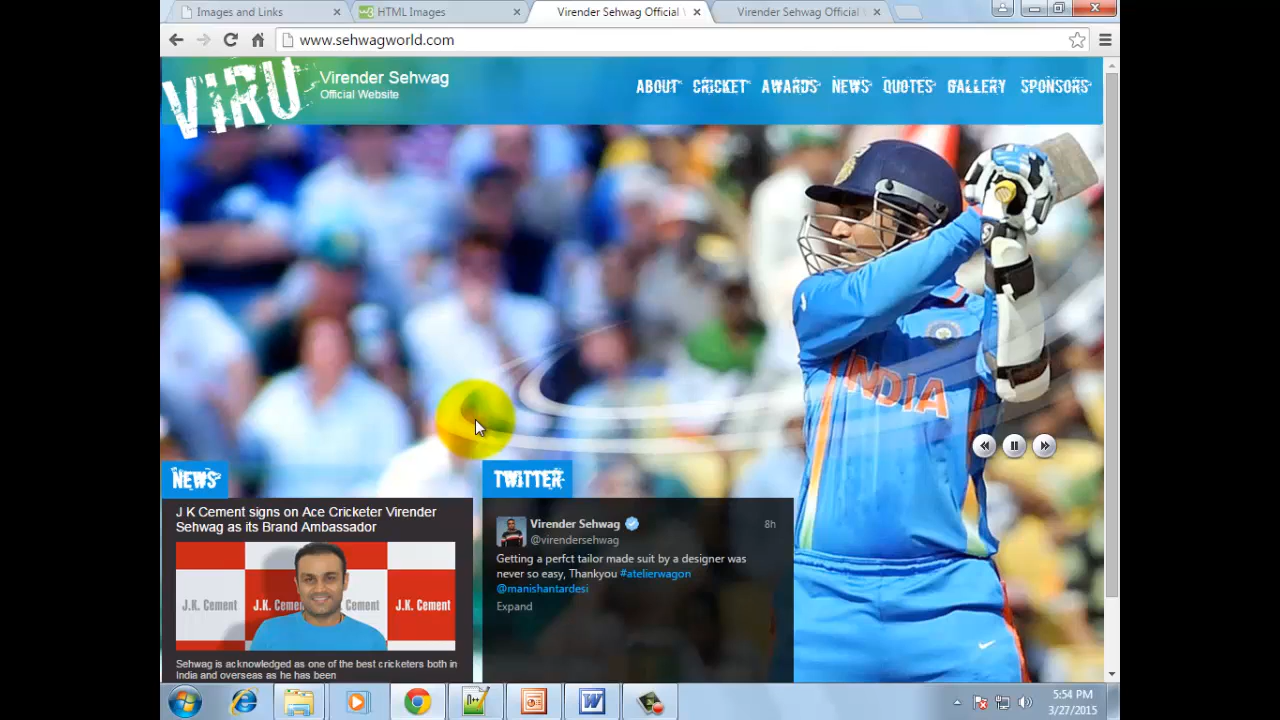 Images and Links
HTML Images
Virender Sehwag Official
Virender Sehwag Official
www.sehwagworld.com
VIRU
Virender Sehwag
Official Website
ABOUT CRICKET AWARDS NEWS QUOTES GALLERY SPONSORS
INDIA
NEWS
J K Cement signs on Ace Cricketer Virender
Sehwag as its Brand Ambassador
J.K. Cement J.K. Cement J.K. Cement
Sehwag is acknowledged as one of the best cricketers both in
India and overseas as he has been
TWITTER
Virender Sehwag 8h
@virendersehwag
Getting a perfct tailor made suit by a designer was
never so easy, Thankyou #atelierwagon
@manishantardesi
Expand
5:54 PM
3/27/2015